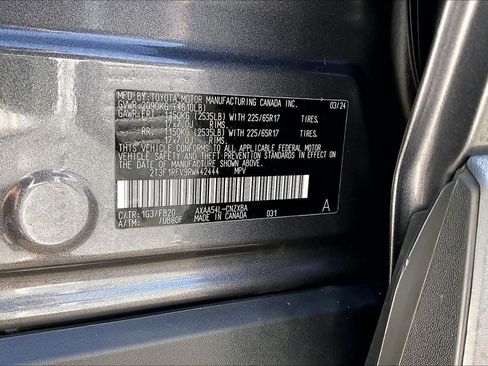 MFD.BY:TOYOTA MOTOR MANUFACTURING CANADA INC.
GVWR:2090KG (4610LB) 03/24
GAWR:FRT 1150KG (2535LB) WITH 225/65R17 TIRES,
17x7.0J RIMS,
RR 1150KG (2535LB) WITH 225/65R17 TIRES,
17x7.0J RIMS,
THIS VEHICLE CONFORMS TO ALL APPLICABLE FEDERAL MOTOR
VEHICLE SAFETY AND THEFT PREVENTION STANDARDS IN EFFECT
ON THE DATE OF MANUFACTURE SHOWN ABOVE.
2T3F1RFV9RW442444 MPV
C/TR:1G3/FB20 AXAA54L-CNZXBA A
A/TM: /UB80F MADE IN CANADA 031